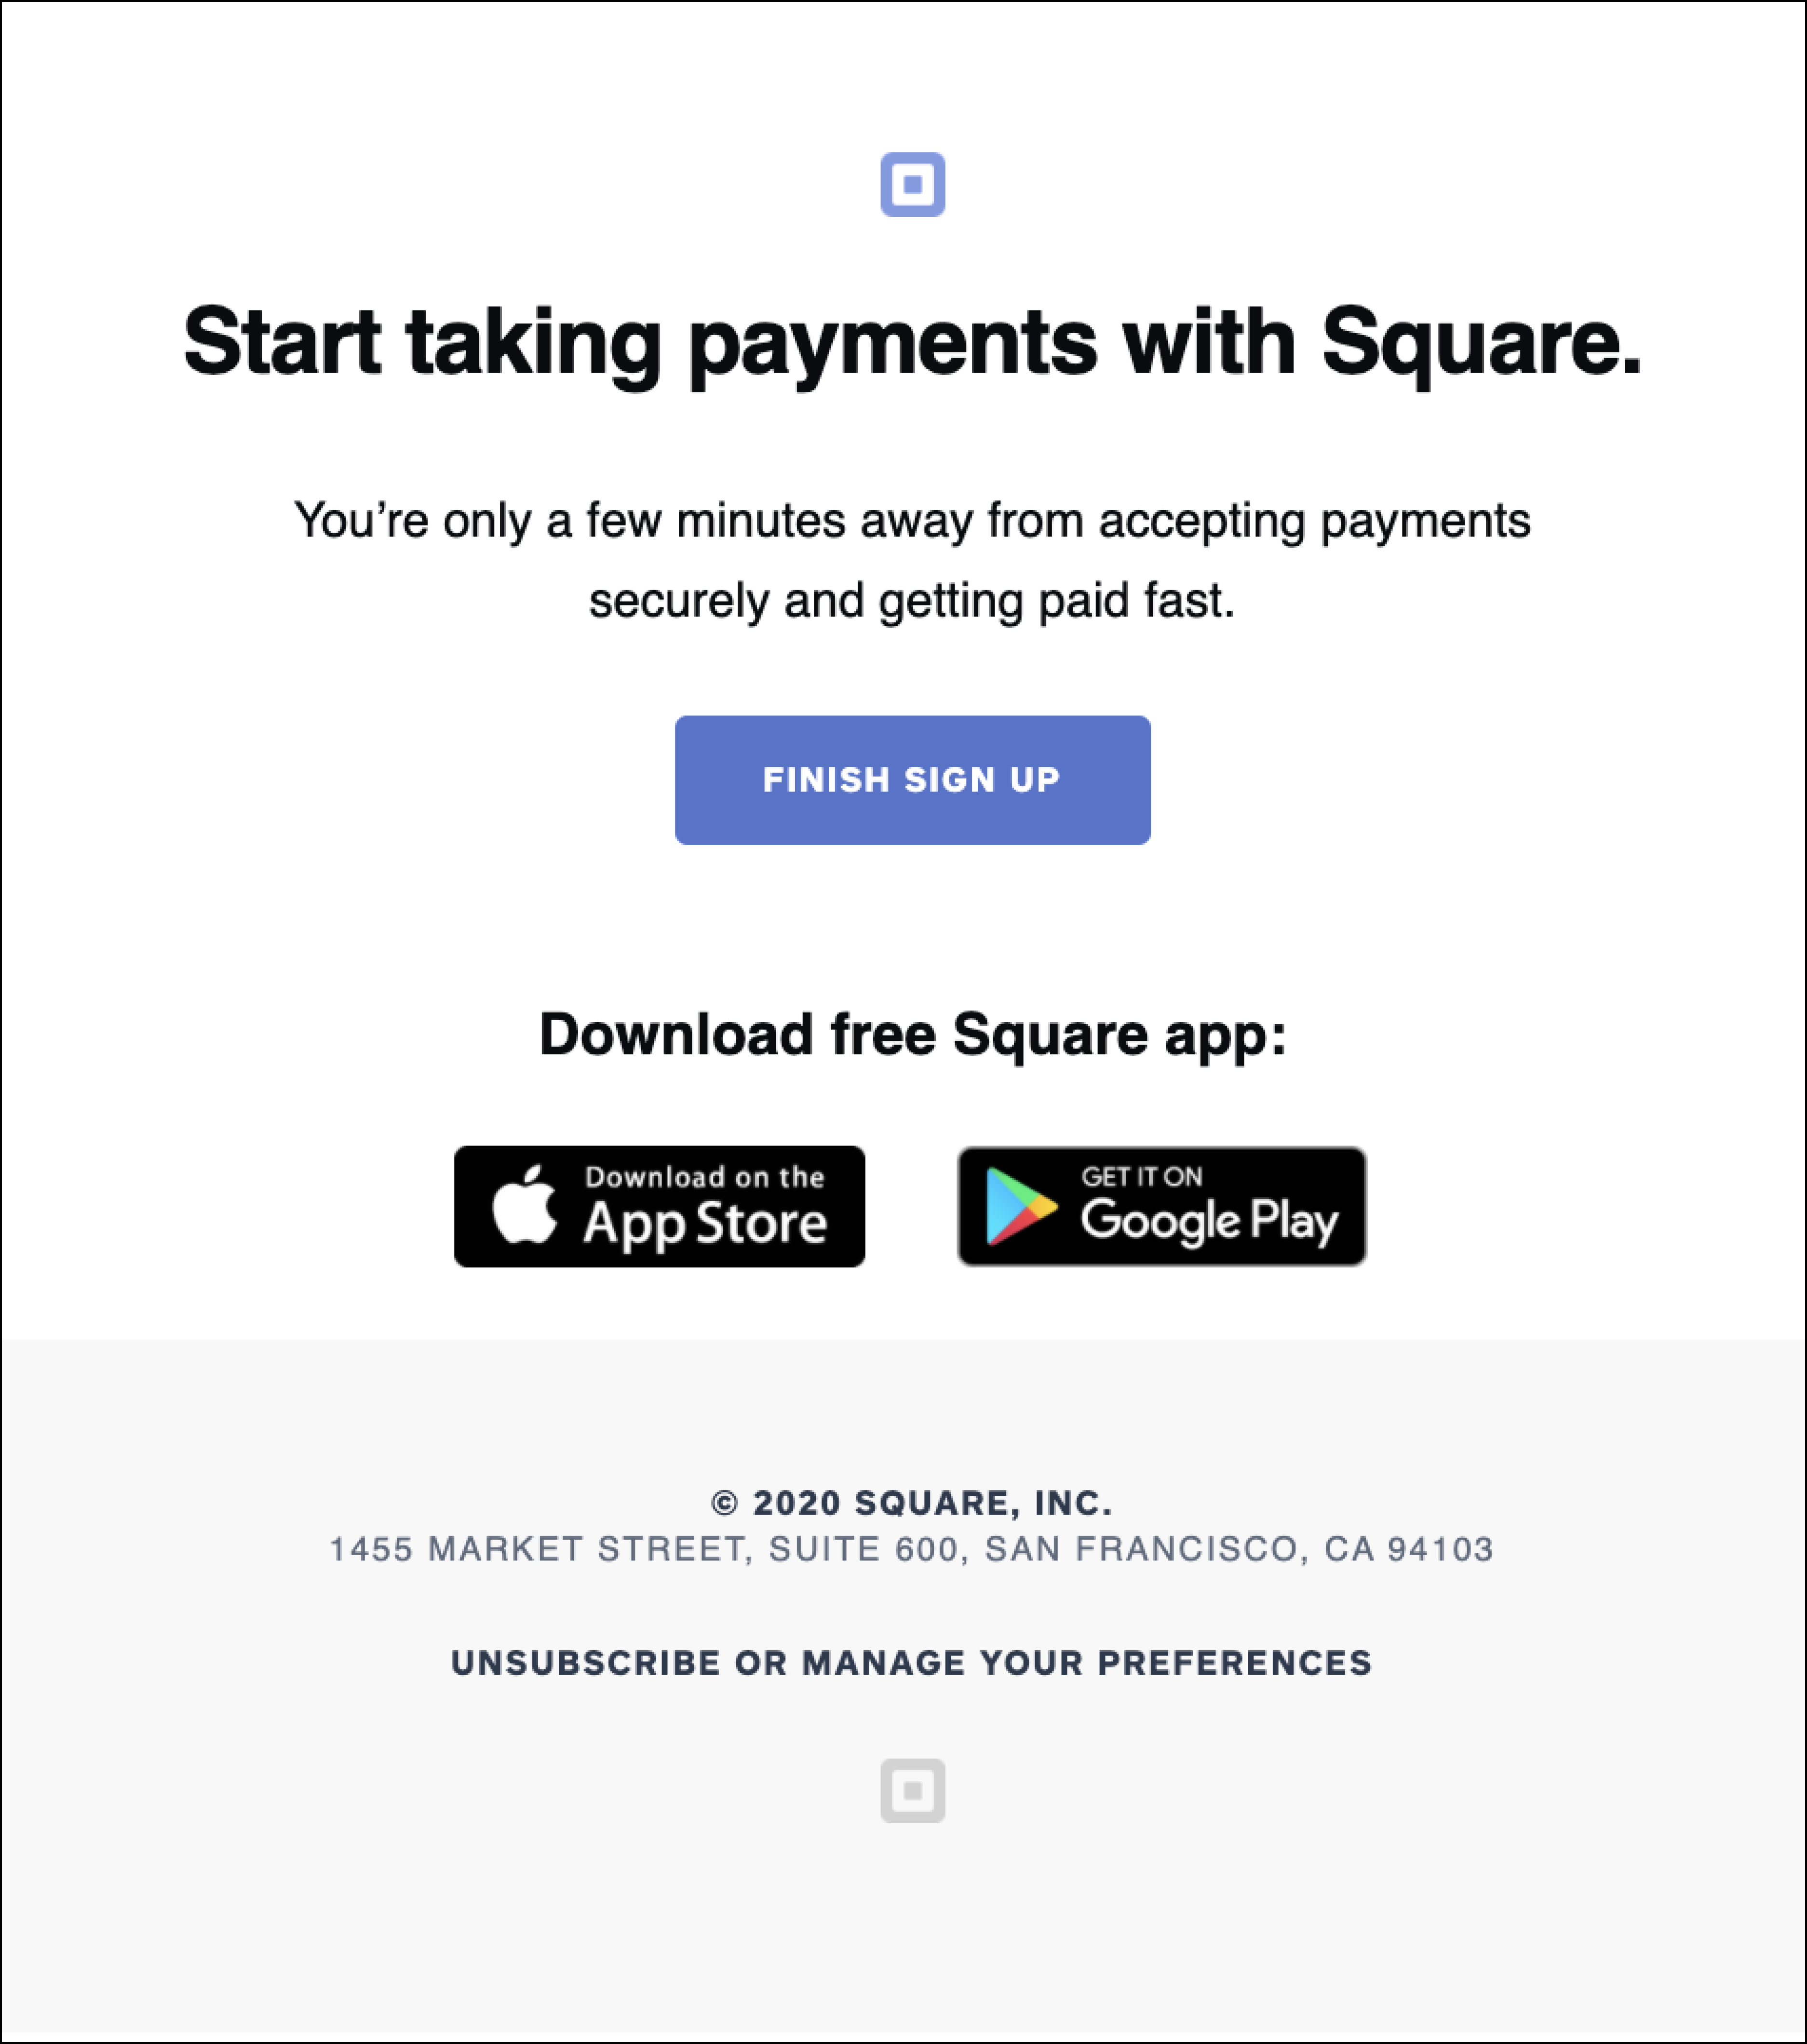 Start taking payments with Square.
You’re only a few minutes away from accepting payments
securely and getting paid fast.
FINISH SIGN UP
Download free Square app:
Download on the
App Store
GET IT ON
Google Play
© 2020 SQUARE, INC.
1455 MARKET STREET, SUITE 600, SAN FRANCISCO, CA 94103
UNSUBSCRIBE OR MANAGE YOUR PREFERENCES